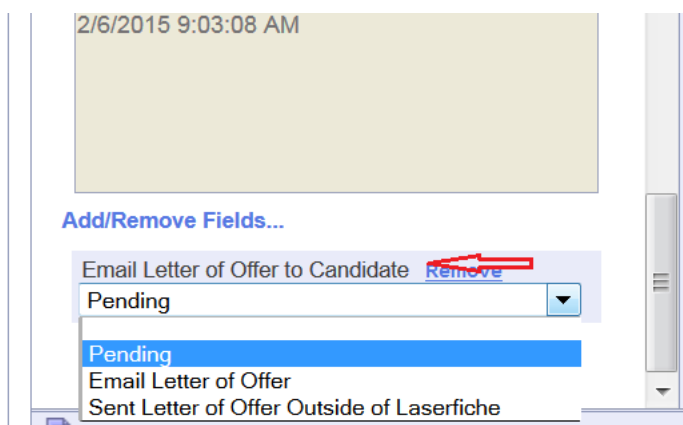 2/6/2015 9:03:08 AM
Add/Remove Fields...
Email Letter of Offer to Candidate Remove
Pending
Pending
Email Letter of Offer
Sent Letter of Offer Outside of Laserfiche